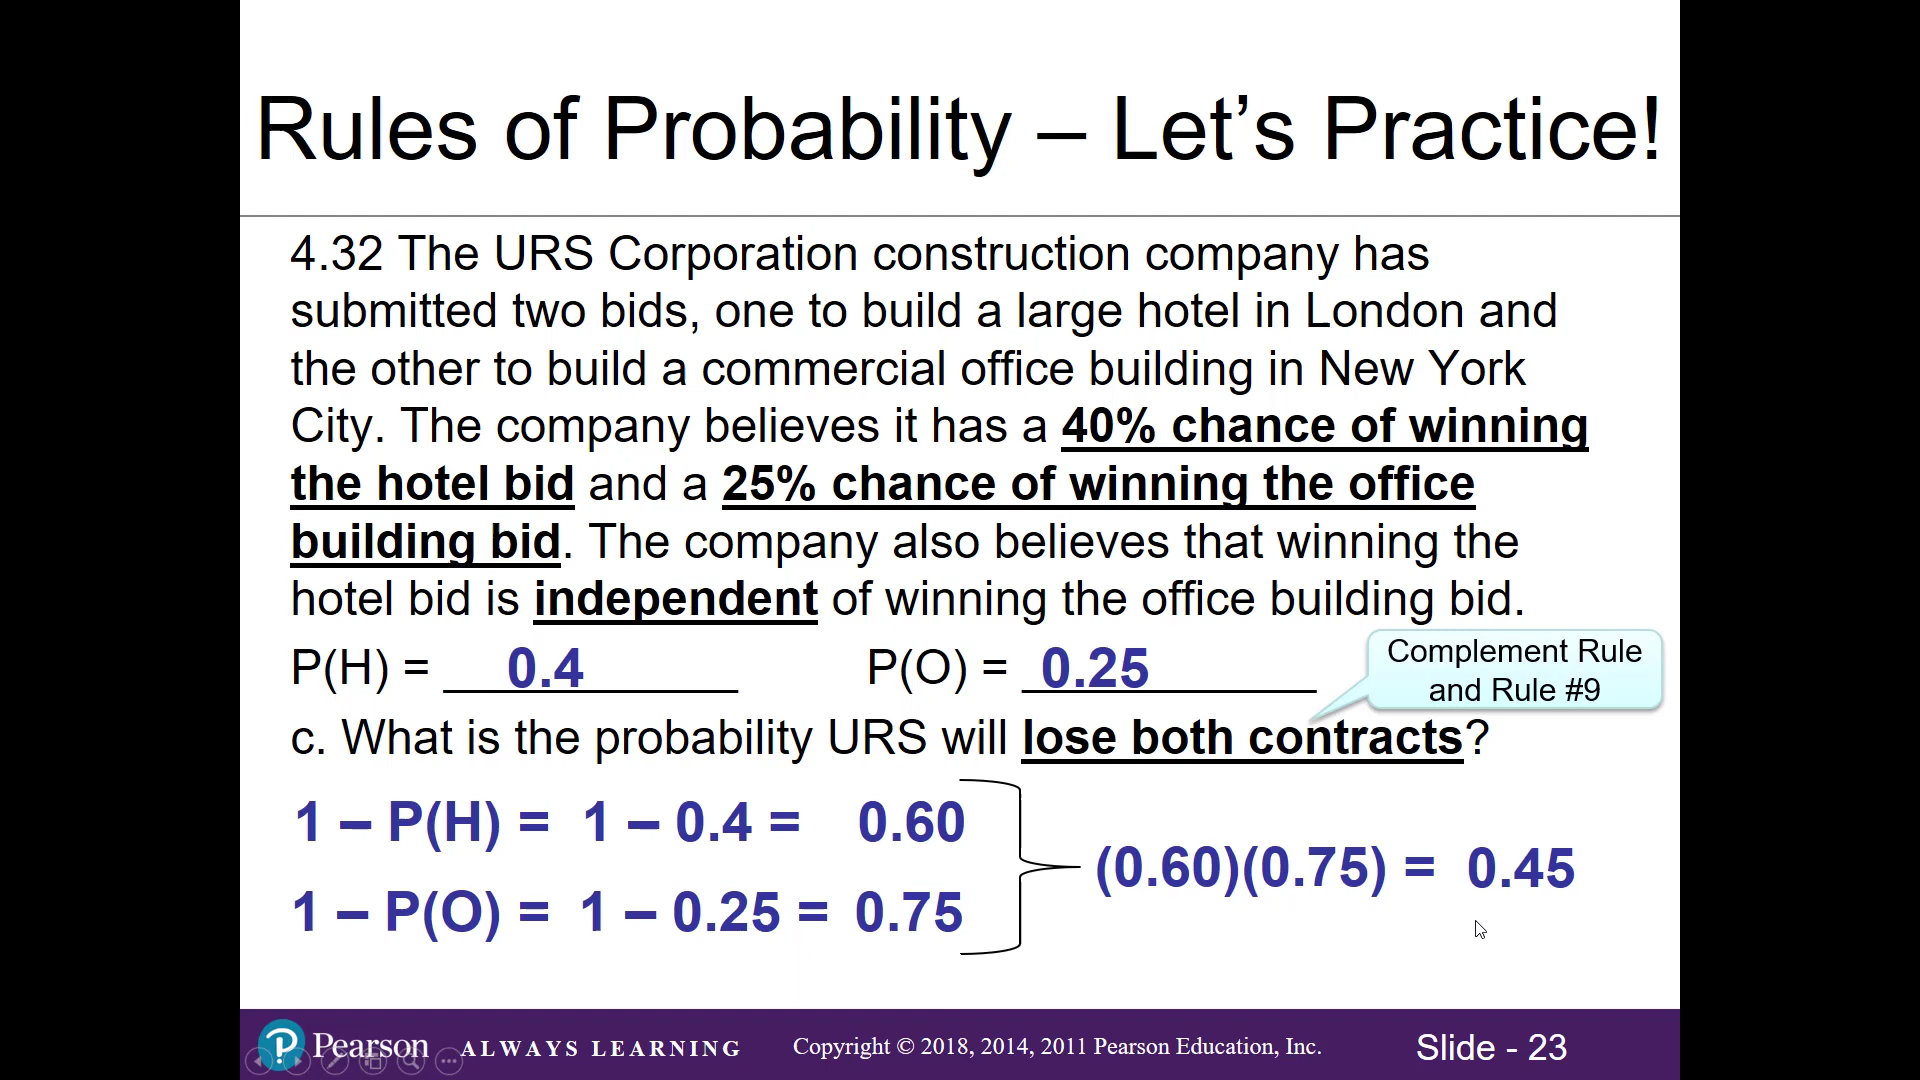 Rules of Probability – Let’s Practice!
4.32 The URS Corporation construction company has
submitted two bids, one to build a large hotel in London and
the other to build a commercial office building in New York
City. The company believes it has a 40% chance of winning
the hotel bid and a 25% chance of winning the office
building bid. The company also believes that winning the
hotel bid is independent of winning the office building bid.
Complement Rule
and Rule #9
P(H) = 0.4 P(O) = 0.25
c. What is the probability URS will lose both contracts?
1 – P(H) = 1 – 0.4 = 0.60
(0.60)(0.75) = 0.45
1 – P(O) = 1 – 0.25 = 0.75
P Pearson ALWAYS LEARNING Copyright © 2018, 2014, 2011 Pearson Education, Inc. Slide - 23